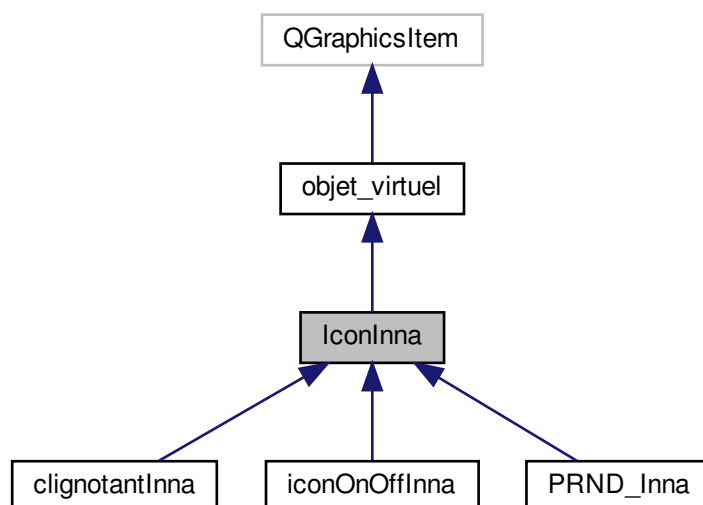 QGraphicsItem
objet_virtuel
IconInna
clignotantInna
iconOnOffInna
PRND_Inna